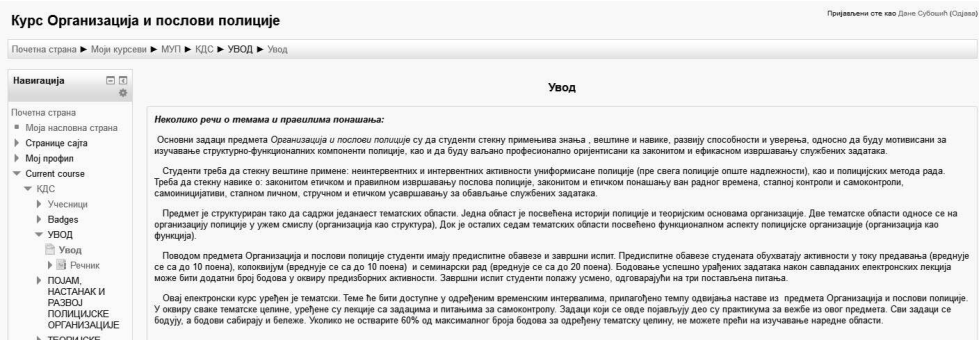 Курс Организација и послови полиције
Пријављени сте као Дане Субошић (Одјава)
Почетна страна ► Моји курсеви ► МУП ► КДС ► УВОД ► Увод
Навигација
Почетна страна
Моја насловна страна
Странице сајта
Мој профил
Current course
КДС
Учесници
Badges
УВОД
Увод
Речник
ПОЈАМ,
НАСТАНАК И
РАЗВОЈ
ПОЛИЦИЈСКЕ
ОРГАНИЗАЦИЈЕ
ТЕОРИЈСКЕ
Увод
Неколико речи о темама и правилима понашања:
Основни задаци предмета Организација и послови полиције су да студенти стекну примењива знања , вештине и навике, развију способности и уверења, односно да буду мотивисани за
изучавање структурно-функционалних компоненти полиције, као и да буду ваљано професионално оријентисани ка законитом и ефикасном извршавању службених задатака.
Студенти треба да стекну вештине примене: неинтервентних и интервентних активности униформисане полиције (пре свега полиције опште надлежности), као и полицијских метода рада.
Треба да стекну навике о: законитом етичком и правилном извршавању послова полиције, законитом и етичком понашању ван радног времена, сталној контроли и самоконтроли,
самоиницијативи, сталном личном, стручном и етичком усавршавању за обављање службених задатака.
Предмет је структуриран тако да садржи једанаест тематских области. Једна област је посвећена историји полиције и теоријским основама организације. Две тематске области односе се на
организацију полиције у ужем смислу (организација као структура), Док је осталих седам тематских области посвећено функционалном аспекту полицијске организације (организација као
функција).
Поводом предмета Организација и послови полиције студенти имају предиспитне обавезе и завршни испит. Предиспитне обавезе студената обухватају активности у току предавања (вреднује
се са до 10 поена), колоквијум (вреднује се са до 10 поена) и семинарски рад (вреднује се са до 20 поена). Бодовање успешно урађених задатака након савладаних електронских лекција
може бити додатни број бодова у оквиру предизборних активности. Завршни испит студенти полажу усмено, одговарајући на три постављена питања.
Овај електронски курс уређен је тематски. Теме ће бити доступне у одређеним временским интервалима, прилагођено темпу одвијања наставе из предмета Организација и послови полиције.
У оквиру сваке тематске целине, уређене су лекције са задацима и питањима за самоконтролу. Задаци који се овде појављују део су практикума за вежбе из овог предмета. Сви задаци се
бодују, а бодови сабирају и бележе. Уколико не остварите 60% од максималног броја бодова за одређену тематску целину, не можете прећи на изучавање наредне области.